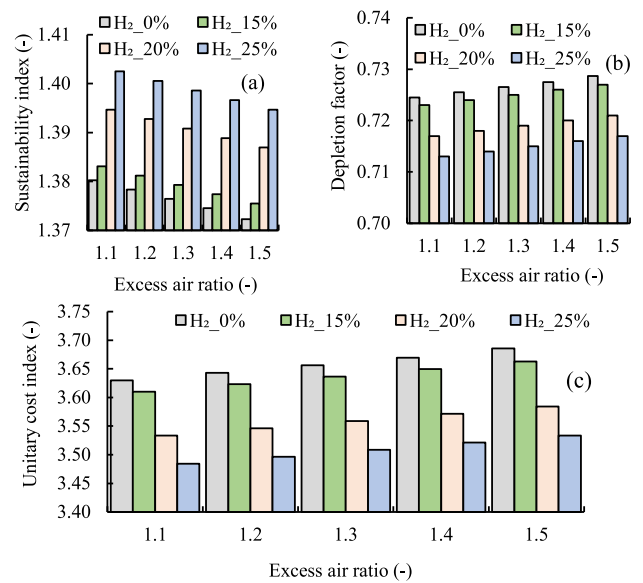 H₂_0% H₂_15%
H₂_20% H₂_25%
(a)
Sustainability index (-)
1.41
1.40
1.39
1.38
1.37
1.1 1.2 1.3 1.4 1.5
Excess air ratio (-)
H₂_0% H₂_15%
H₂_20% H₂_25%
(b)
Depletion factor (-)
0.74
0.73
0.72
0.71
0.70
1.1 1.2 1.3 1.4 1.5
Excess air ratio (-)
H₂_0% H₂_15% H₂_20% H₂_25%
(c)
Unitary cost index (-)
3.75
3.70
3.65
3.60
3.55
3.50
3.45
3.40
1.1 1.2 1.3 1.4 1.5
Excess air ratio (-)